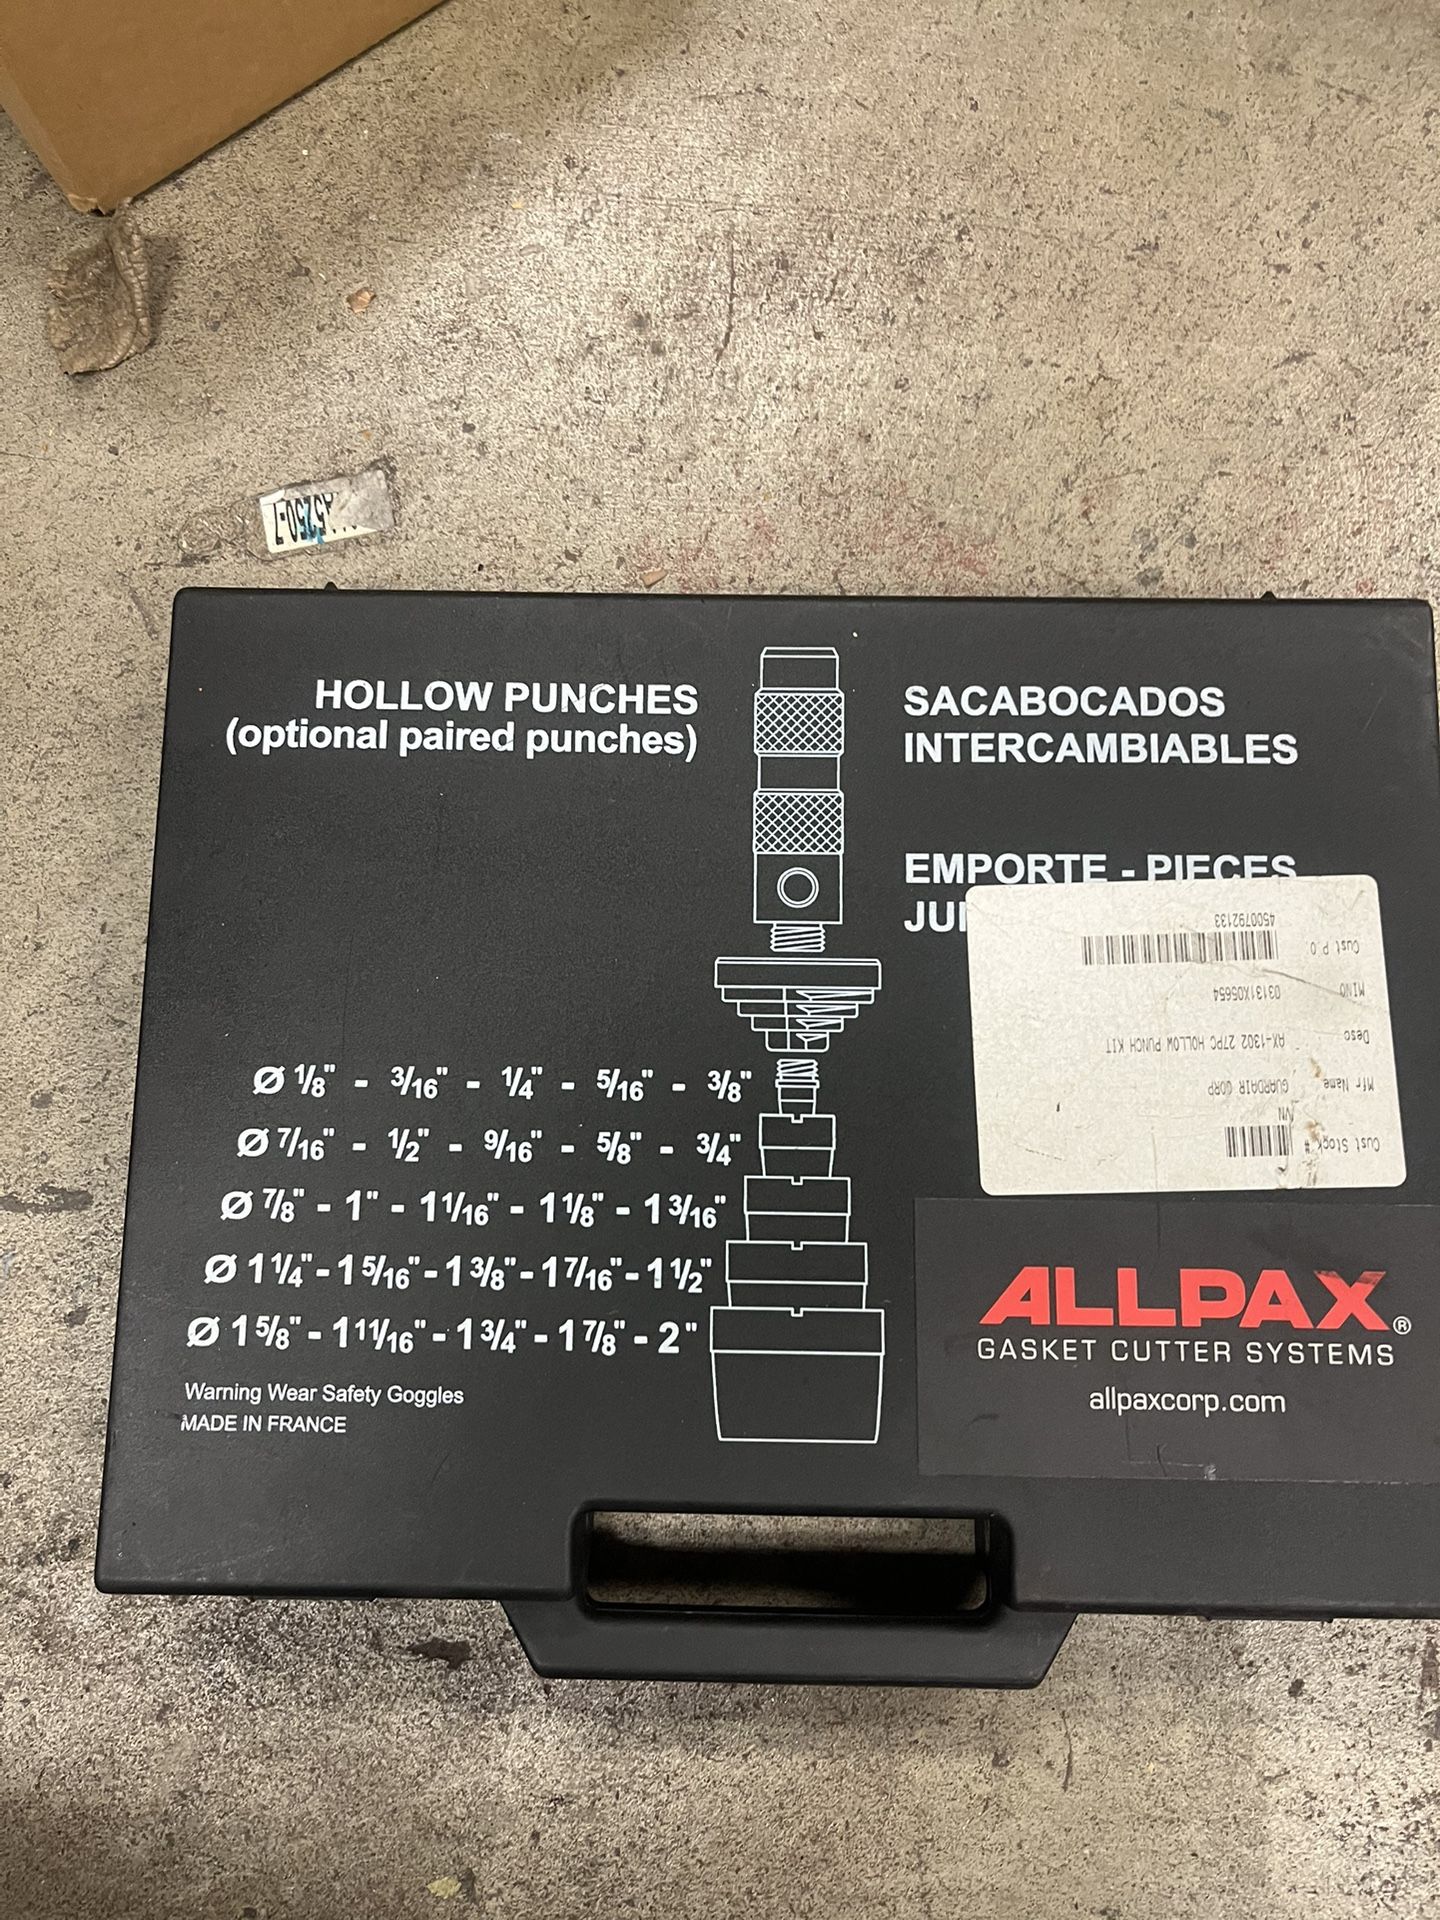 HOLLOW PUNCHES
(optional paired punches)
SACABOCADOS
INTERCAMBIABLES
EMPORTE - PIECES
Ø 1/8" - 3/16" - 1/4" - 5/16" - 3/8"
Ø 7/16" - 1/2" - 9/16" - 5/8" - 3/4"
Ø 7/8" - 1" - 1 1/16" - 1 1/8" - 1 3/16"
Ø 1 1/4" - 1 5/16" - 1 3/8" - 1 7/16" - 1 1/2"
Ø 1 5/8" - 1 11/16" - 1 3/4" - 1 7/8" - 2"
Warning Wear Safety Goggles
MADE IN FRANCE
Cust Stock #
VN
Mfr Name GUARDAIR CORP
Desc AX-1302 27PC HOLLOW PUNCH KIT
MINO 0131X05654
Cust P.O
4500792133
ALLPAX®
GASKET CUTTER SYSTEMS
allpaxcorp.com